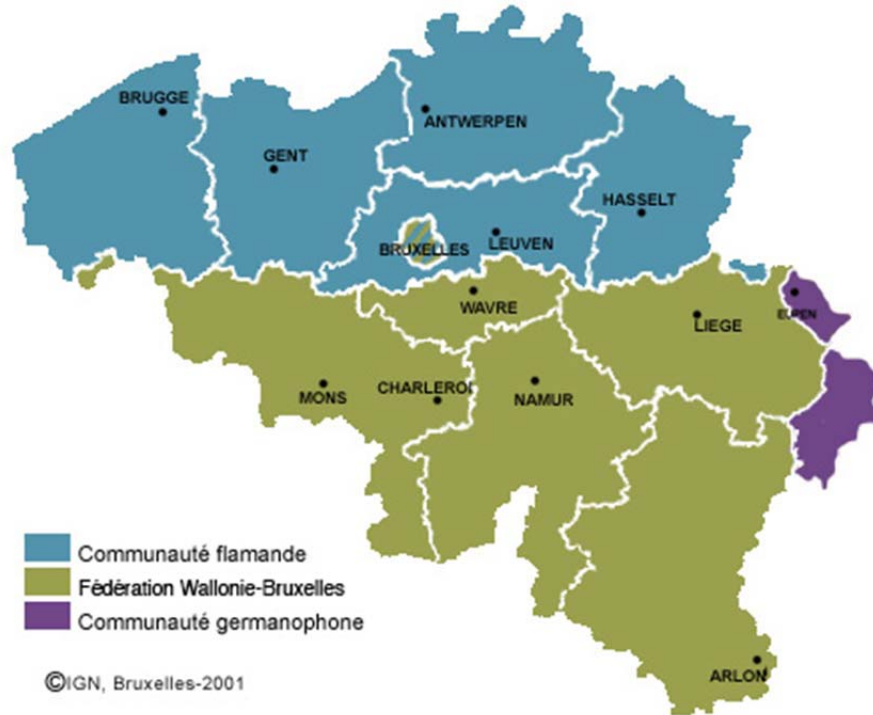 BRUGGE
ANTWERPEN
GENT
HASSELT
BRUXELLES
LEUVEN
WAVRE
EUPEN
LIEGE
CHARLEROI
MONS
NAMUR
Communauté flamande
Fédération Wallonie-Bruxelles
Communauté germanophone
ARLON
©IGN, Bruxelles-2001